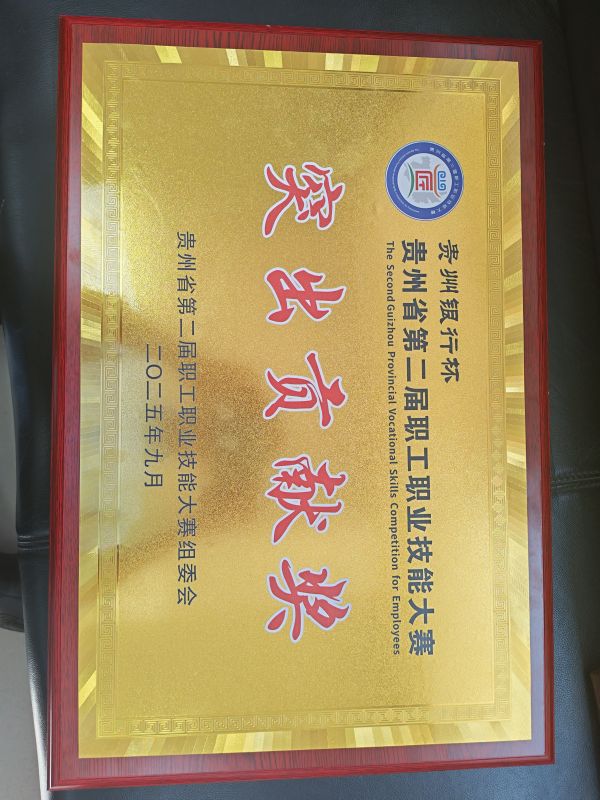 贵州银行杯
贵州省第二届职工职业技能大赛
The Second Guizhou Provincial Vocational Skills Competition for Employees
突出贡献奖
贵州省第二届职工职业技能大赛组委会
二〇二五年九月